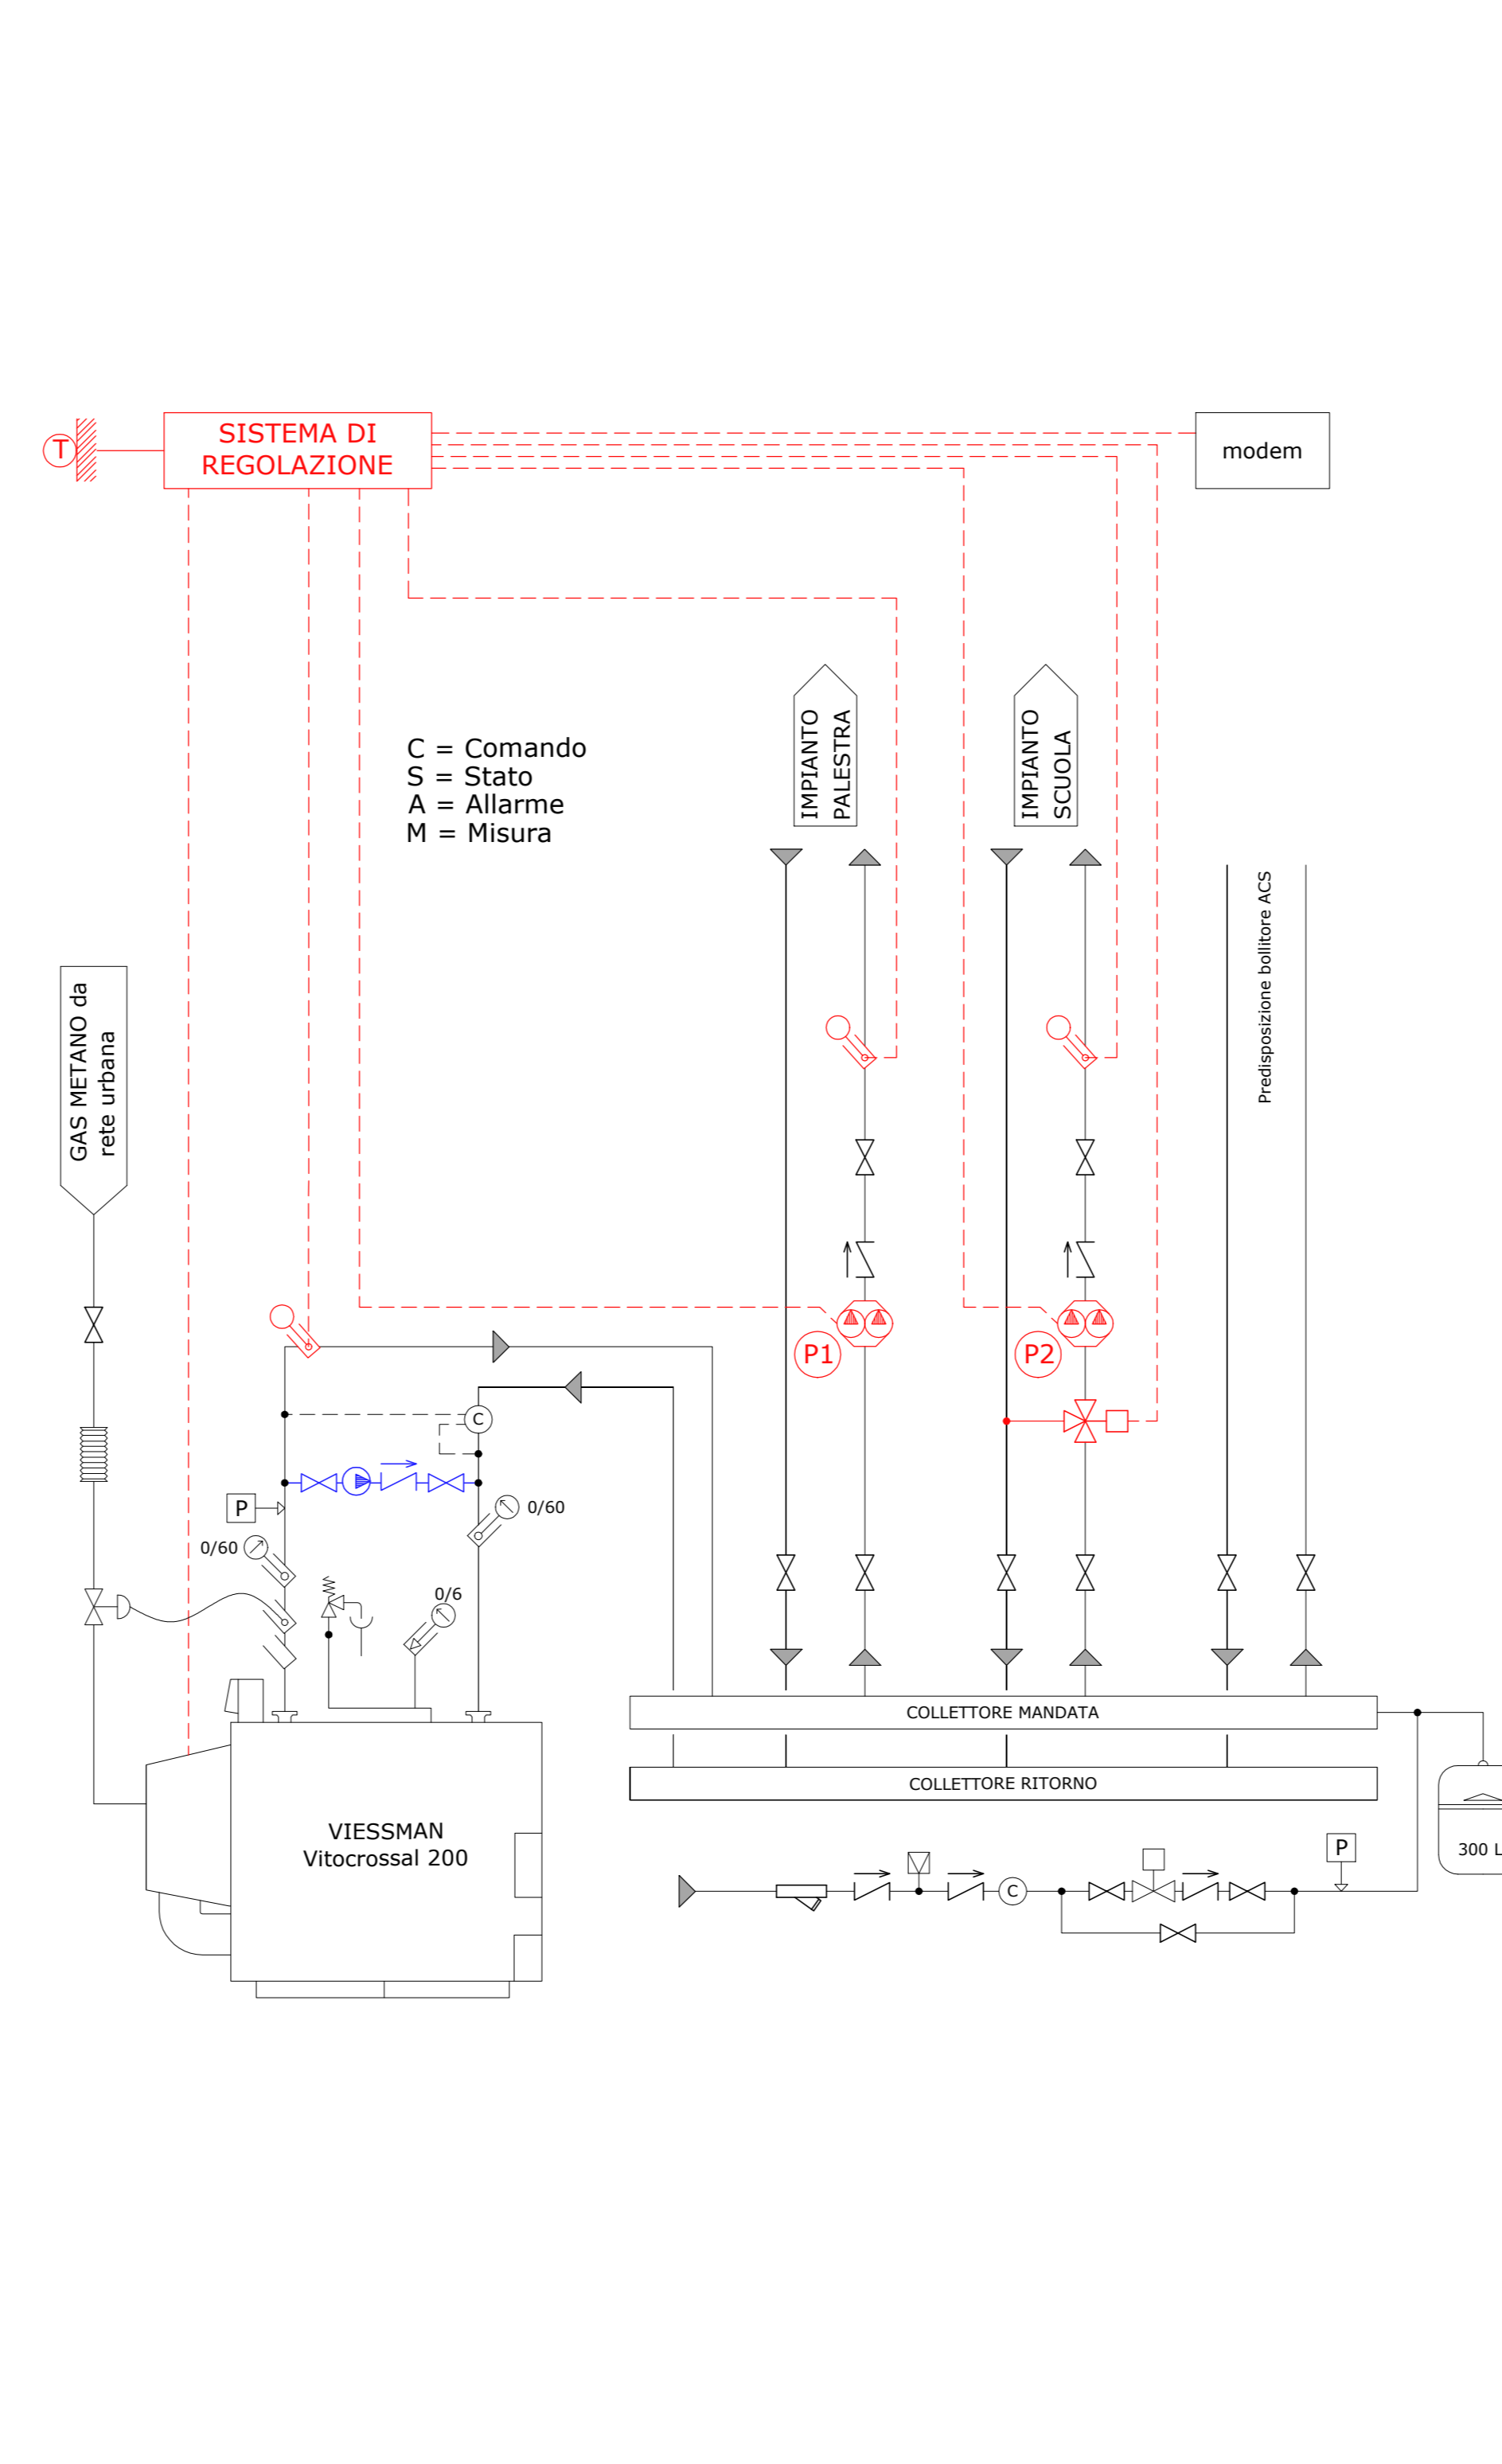 T
SISTEMA DI
REGOLAZIONE
modem
C = Comando
S = Stato
A = Allarme
M = Misura
IMPIANTO
PALESTRA
IMPIANTO
SCUOLA
Predisposizione bollitore ACS
GAS METANO da
rete urbana
P1
P2
C
P
0/60
0/60
0/6
COLLETTORE MANDATA
COLLETTORE RITORNO
VIESSMAN
Vitocrossal 200
P
300 L
C